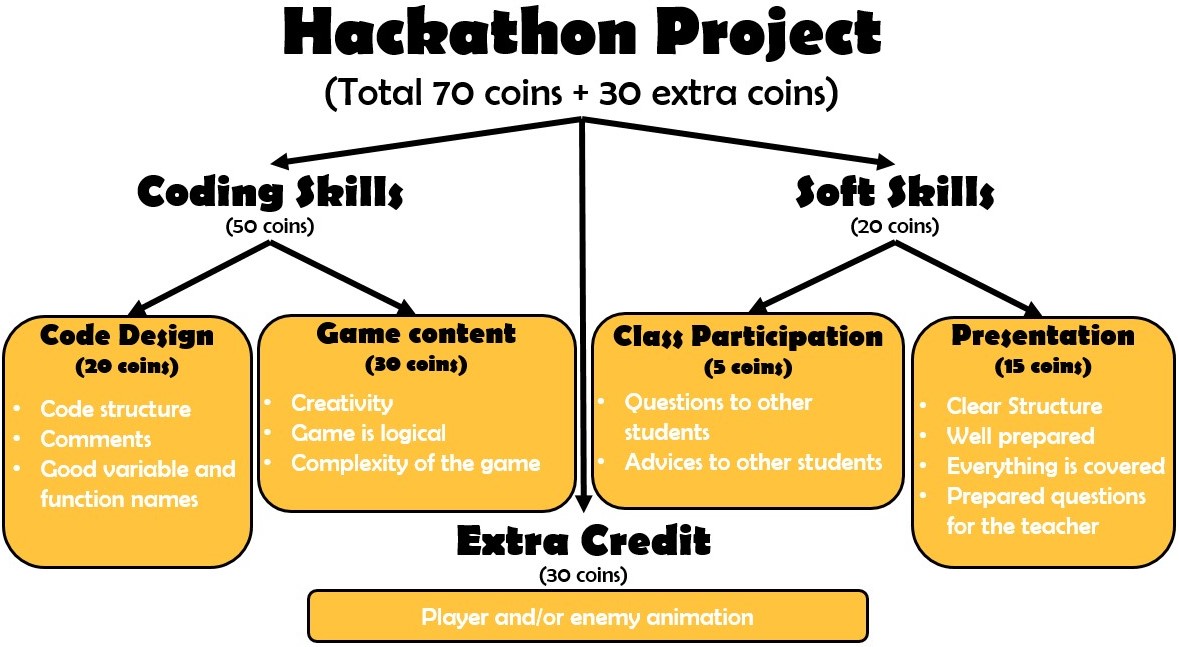 Hackathon Project
(Total 70 coins + 30 extra coins)
Coding Skills
(50 coins)
Soft Skills
(20 coins)
Code Design
(20 coins)
• Code structure
• Comments
• Good variable and
function names
Game content
(30 coins)
• Creativity
• Game is logical
• Complexity of the game
Class Participation
(5 coins)
• Questions to other
students
• Advices to other students
Presentation
(15 coins)
• Clear Structure
• Well prepared
• Everything is covered
• Prepared questions
for the teacher
Extra Credit
(30 coins)
Player and/or enemy animation